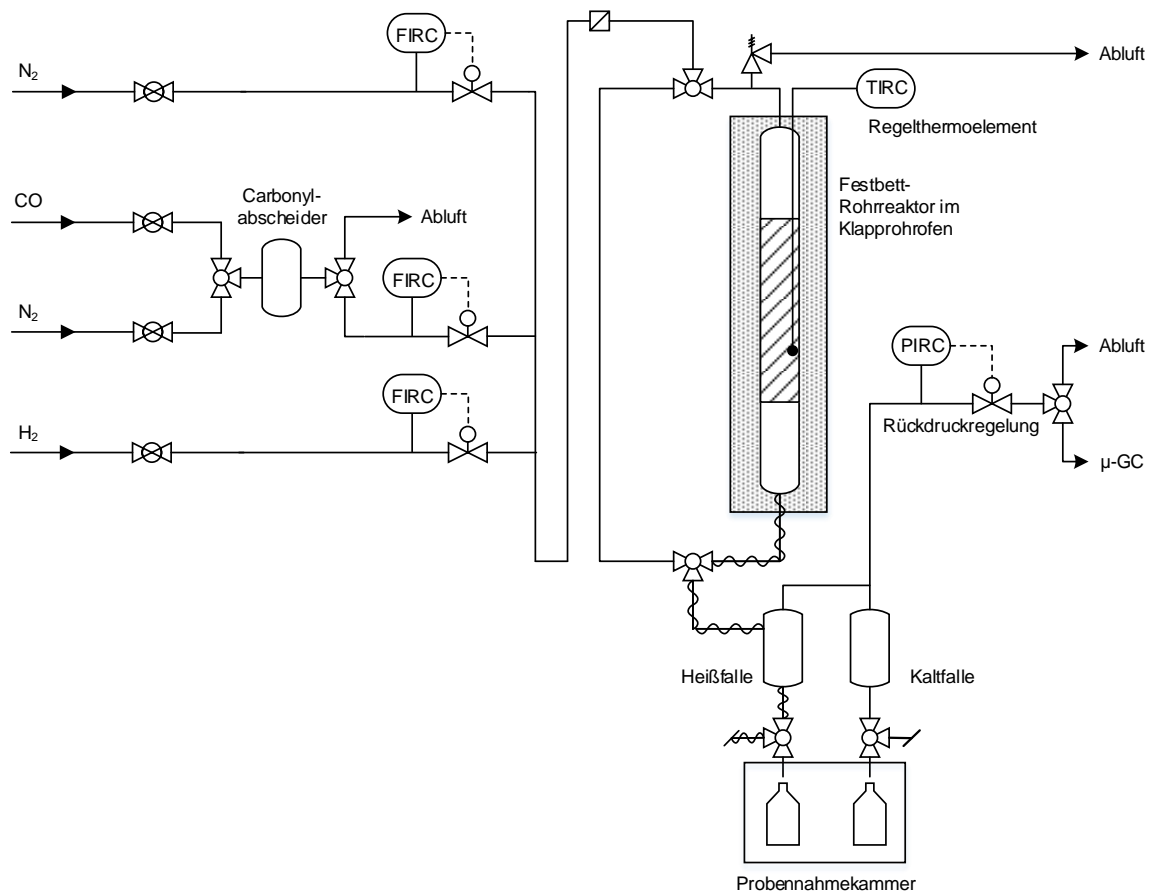 FIRC
N₂
Abluft
TIRC
Regelthermoelement
CO
Carbonyl-
abscheider
Abluft
FIRC
N₂
Festbett-
Rohrreaktor im
Klapprohrofen
PIRC
Abluft
Rückdruckregelung
µ-GC
FIRC
H₂
Heißfalle
Kaltfalle
Probennahmekammer